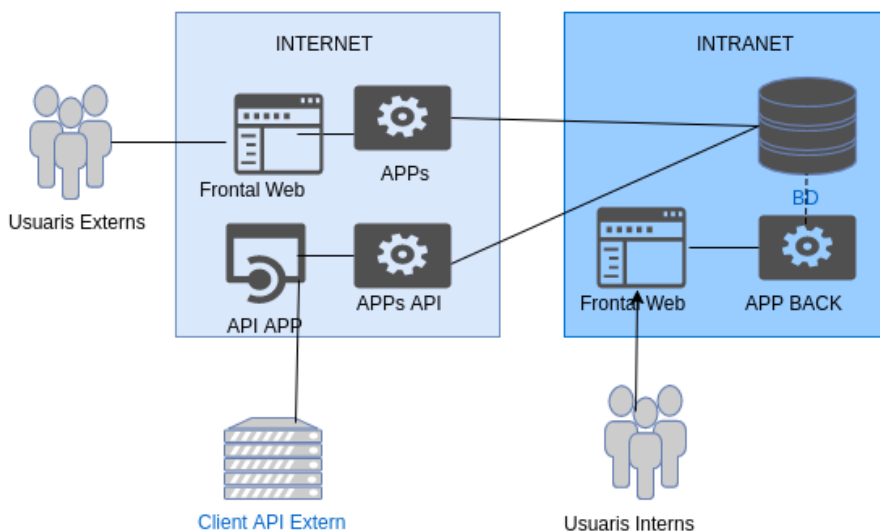 INTERNET
INTRANET
APPs
Frontal Web
Usuaris Externs
BD
APPs API
Frontal Web
APP BACK
API APP
Client API Extern
Usuaris Interns